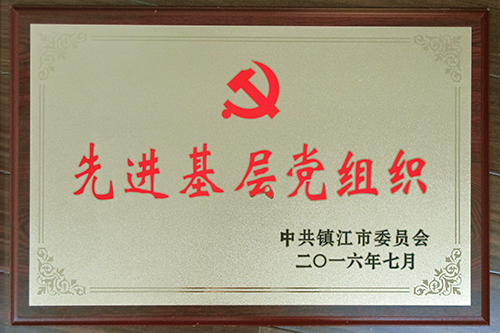 先进基层党组织
中共镇江市委员会
二〇一六年七月